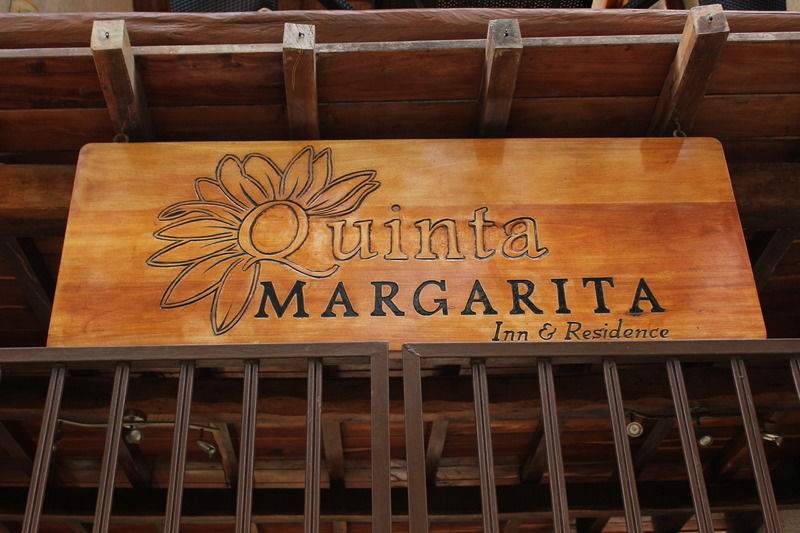 Quinta
MARGARITA
Inn & Residence